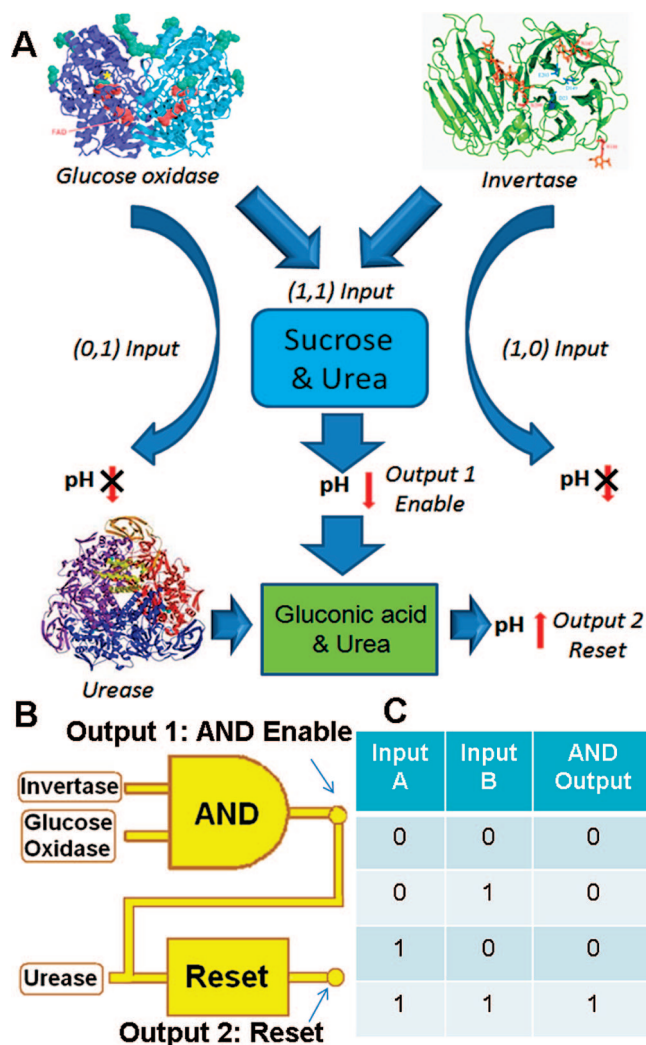 A
FAD
Glucose oxidase
Invertase
(1,1) Input
(0,1) Input
Sucrose
& Urea
(1,0) Input
pH
pH
Output 1
Enable
pH
Gluconic acid
& Urea
pH
Output 2
Reset
Urease
B
Output 1: AND Enable
Invertase
Glucose
Oxidase
AND
Urease
Reset
Output 2: Reset
C
Input A
Input B
AND Output
0 0 0
0 1 0
1 0 0
1 1 1